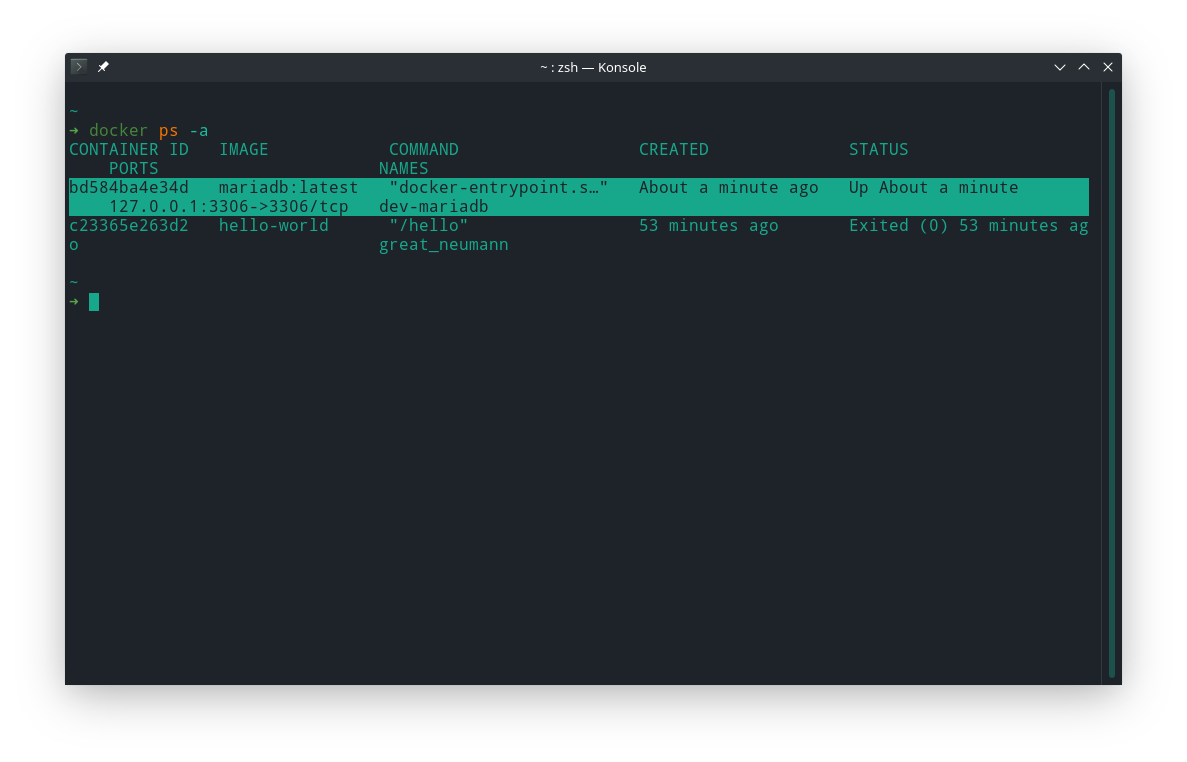 ~ : zsh — Konsole
~
➜ docker ps -a
CONTAINER ID   IMAGE            COMMAND                  CREATED              STATUS
    PORTS                      NAMES
bd584ba4e34d   mariadb:latest   "docker-entrypoint.s…"   About a minute ago   Up About a minute
    127.0.0.1:3306->3306/tcp   dev-mariadb
c23365e263d2   hello-world      "/hello"                 53 minutes ago       Exited (0) 53 minutes ag
o                              great_neumann
~
➜